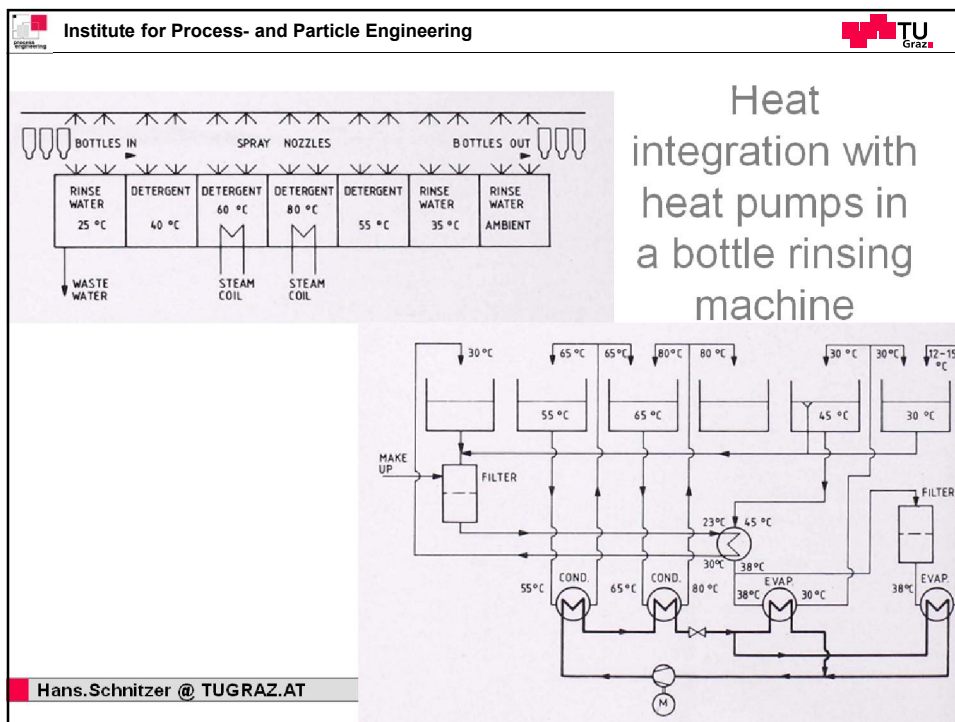 process
engineering
Institute for Process- and Particle Engineering
TU
Graz
Heat
integration with
heat pumps in
a bottle rinsing
machine
BOTTLES IN SPRAY NOZZLES BOTTLES OUT
RINSE WATER 25 °C
DETERGENT 40 °C
DETERGENT 60 °C
DETERGENT 80 °C
DETERGENT 55 °C
RINSE WATER 35 °C
RINSE WATER AMBIENT
WASTE WATER
STEAM COIL
STEAM COIL
30 °C 65 °C 65 °C 80 °C 80 °C 30 °C 30 °C 12-15 °C
55 °C 65 °C 45 °C 30 °C
MAKE UP
FILTER
FILTER
23 °C 45 °C
30 °C 38 °C
55 °C COND. 65 °C COND. 80 °C 38 °C EVAP. 30 °C 38 °C EVAP.
M
Hans.Schnitzer @ TUGRAZ.AT